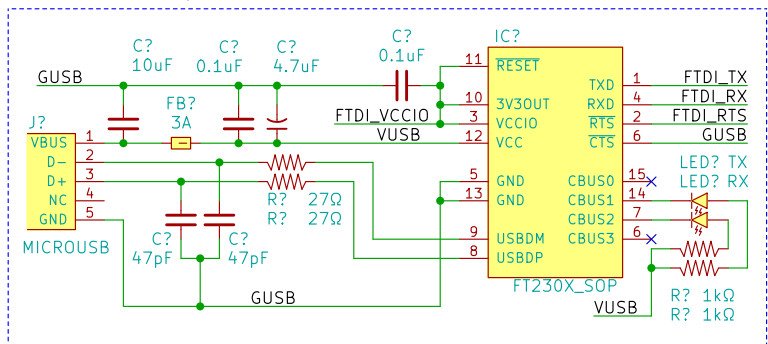 IC?
C?
C?
C?
C?
10uF
0.1uF
4.7uF
0.1uF
GUSB
FTDI_VCCIO
VUSB
FB?
3A
J?
VBUS 1
D- 2
D+ 3
NC 4
GND 5
MICROUSB
R? 27Ω
R? 27Ω
C?
47pF
C?
47pF
GUSB
11 RESET
10 3V3OUT
3 VCCIO
12 VCC
5 GND
13 GND
9 USBDM
8 USBDP
TXD 1 FTDI_TX
RXD 4 FTDI_RX
RTS 2 FTDI_RTS
CTS 6 GUSB
CBUS0 15
CBUS1 14
CBUS2 7
CBUS3 6
LED? TX
LED? RX
FT230X_SOP
VUSB
R? 1kΩ
R? 1kΩ